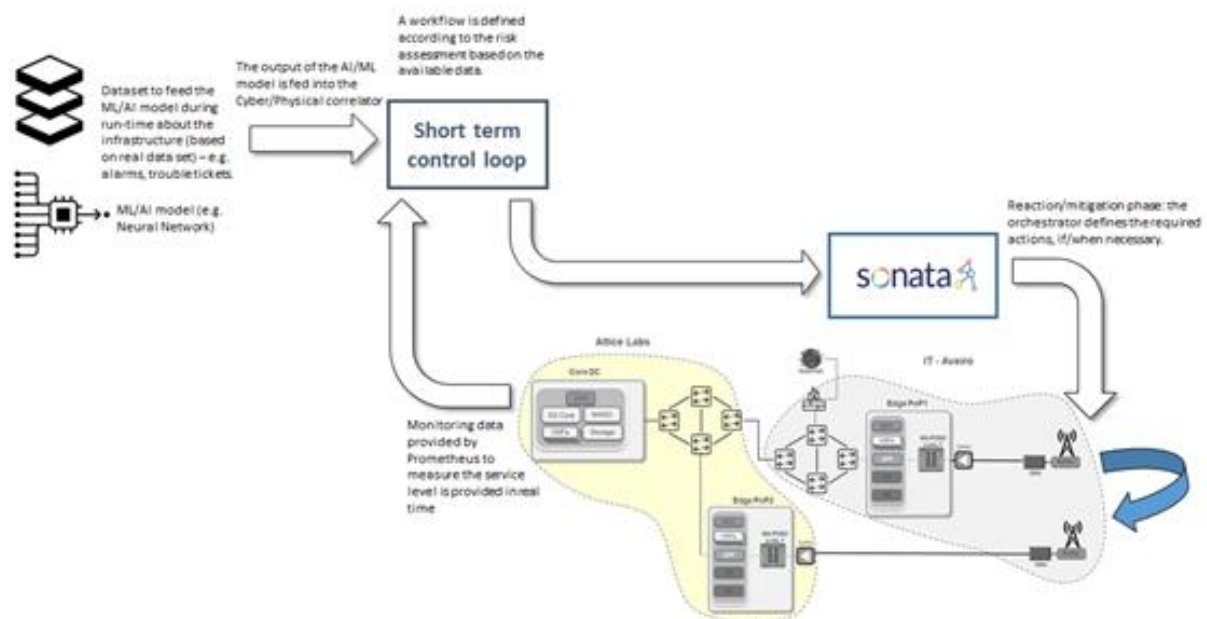 A workflow is defined
according to the risk
assessment based on the
available data.
The output of the AI/ML
model is fed into the
Cyber/Physical correlator
Dataset to feed the
ML/AI model during
run-time about the
infrastructure (based
on real data set) – e.g.
alarms, trouble tickets.
ML/AI model (e.g.
Neural Network)
Short term
control loop
Reaction/mitigation phase: the
orchestrator defines the required
actions, if/when necessary.
sonata
Altice Labs
IT - Aveiro
Core DC
5G Core
MANO
VNFs
Storage
Edge PoP1
Monitoring data
provided by
Prometheus to
measure the service
level is provided in real
time
Edge PoP2